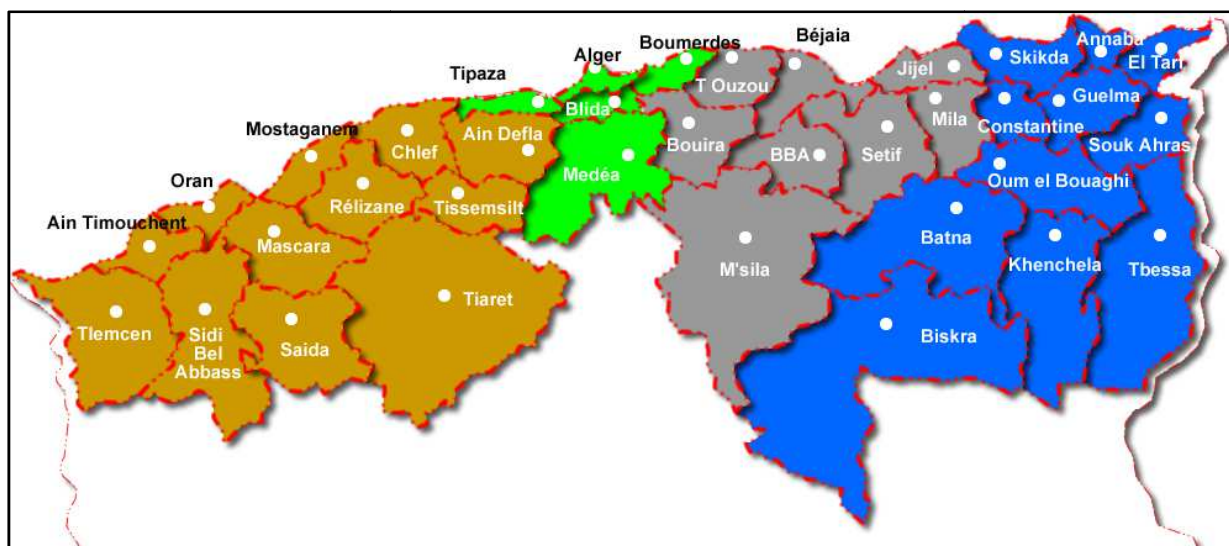 Annaba
Béjaia
Boumerdes
Skikda
Alger
El Tarf
Jijel
Tipaza
T Ouzou
Guelma
Blida
Mila
Constantine
Mostaganem
Ain Defla
Souk Ahras
Chlef
Bouira
BBA
Setif
Medéa
Oum el Bouaghi
Oran
Rélizane
Tissemsilt
Ain Timouchent
Mascara
Batna
Khenchela
M'sila
Tbessa
Tiaret
Tlemcen
Sidi
Bel
Abbass
Saida
Biskra